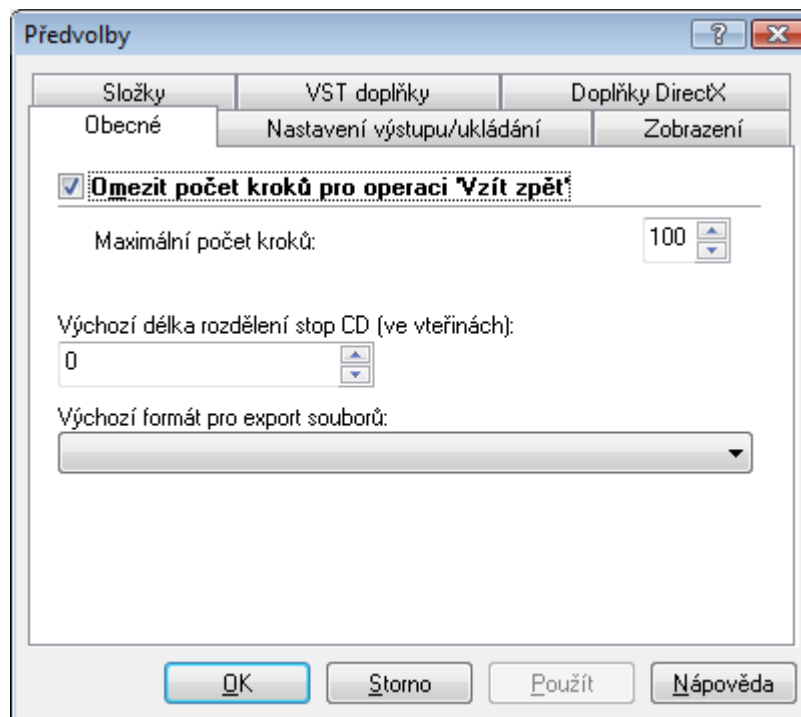 Předvolby
Složky VST doplňky Doplňky DirectX
Obecné Nastavení výstupu/ukládání Zobrazení
Omezit počet kroků pro operaci 'Vzít zpět'
Maximální počet kroků: 100
Výchozí délka rozdělení stop CD (ve vteřinách):
0
Výchozí formát pro export souborů:
OK Storno Použít Nápověda